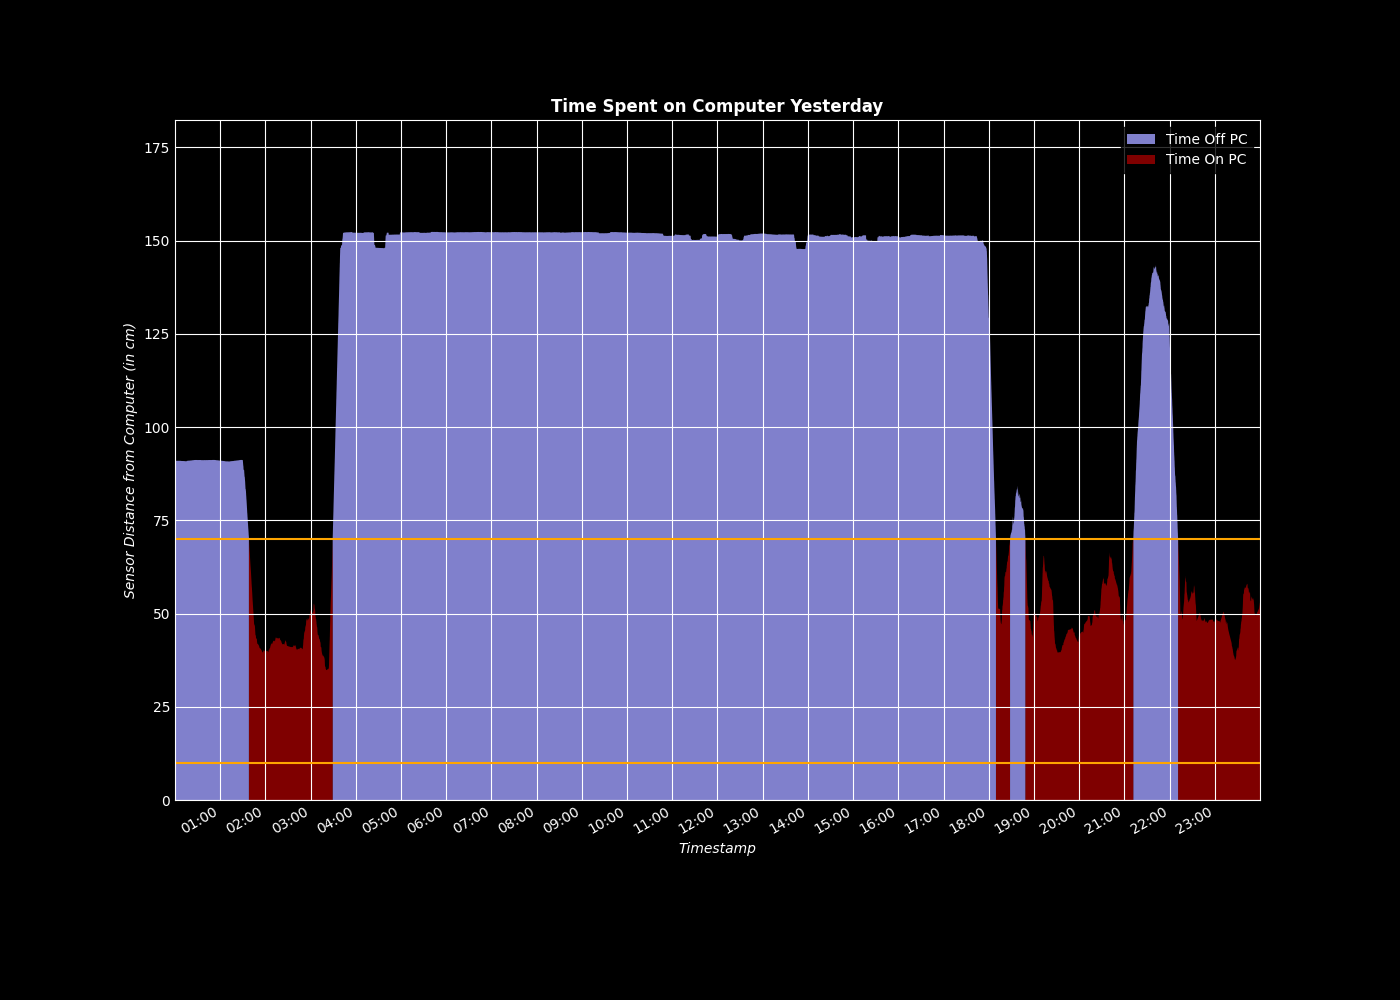 Time Spent on Computer Yesterday
Time Off PC
Time On PC
175
150
125
100
75
50
25
0
Sensor Distance from Computer (in cm)
01:00 02:00 03:00 04:00 05:00 06:00 07:00 08:00 09:00 10:00 11:00 12:00 13:00 14:00 15:00 16:00 17:00 18:00 19:00 20:00 21:00 22:00 23:00
Timestamp